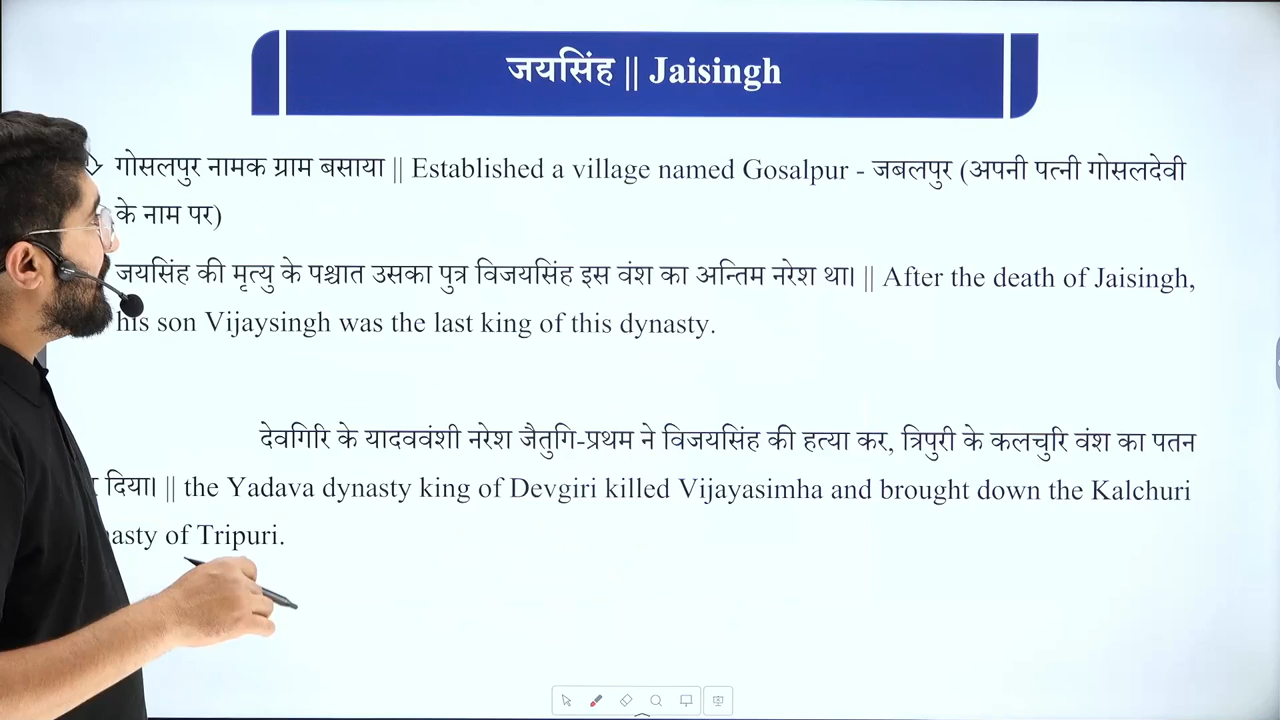 जयसिंह || Jaisingh
गोसलपुर नामक ग्राम बसाया || Established a village named Gosalpur - जबलपुर (अपनी पत्नी गोसलदेवी
के नाम पर)
जयसिंह की मृत्यु के पश्चात उसका पुत्र विजयसिंह इस वंश का अन्तिम नरेश था। || After the death of Jaisingh,
his son Vijaysingh was the last king of this dynasty.
देवगिरि के यादववंशी नरेश जैतुगि-प्रथम ने विजयसिंह की हत्या कर, त्रिपुरी के कलचुरि वंश का पतन
दिया। || the Yadava dynasty king of Devgiri killed Vijayasimha and brought down the Kalchuri
of Tripuri.